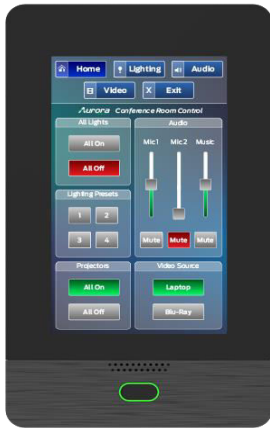 Home Lighting Audio
Video X Exit
Aurora Conference Room Control
All Lights
All On
All Off
Audio
Mic1 Mic2 Music
Mute Mute Mute
Lighting Presets
1 2
3 4
Projectors
All On
All Off
Video Source
Laptop
Blu-Ray